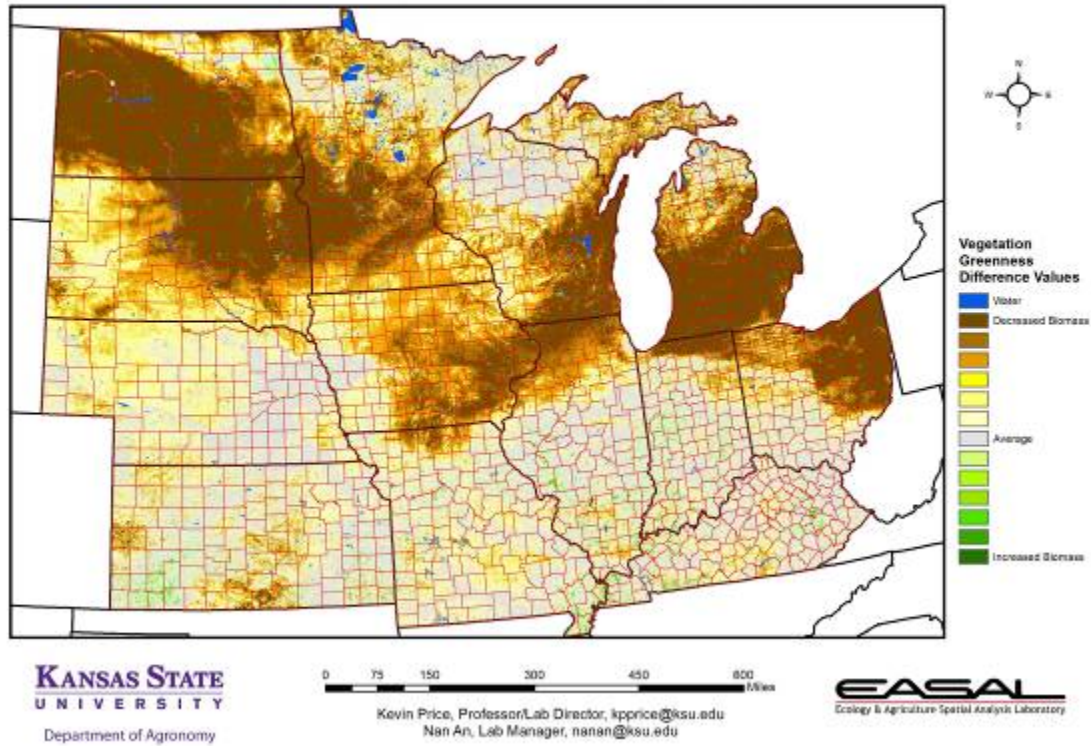 N
W
E
S
Vegetation
Greenness
Difference Values
Water
Decreased Biomass
Average
Increased Biomass
KANSAS STATE
UNIVERSITY
Department of Agronomy
0 75 150 300 450 600
Miles
Kevin Price, Professor/Lab Director, kpprice@ksu.edu
Nan An, Lab Manager, nanan@ksu.edu
EASAL
Ecology & Agriculture Spatial Analysis Laboratory